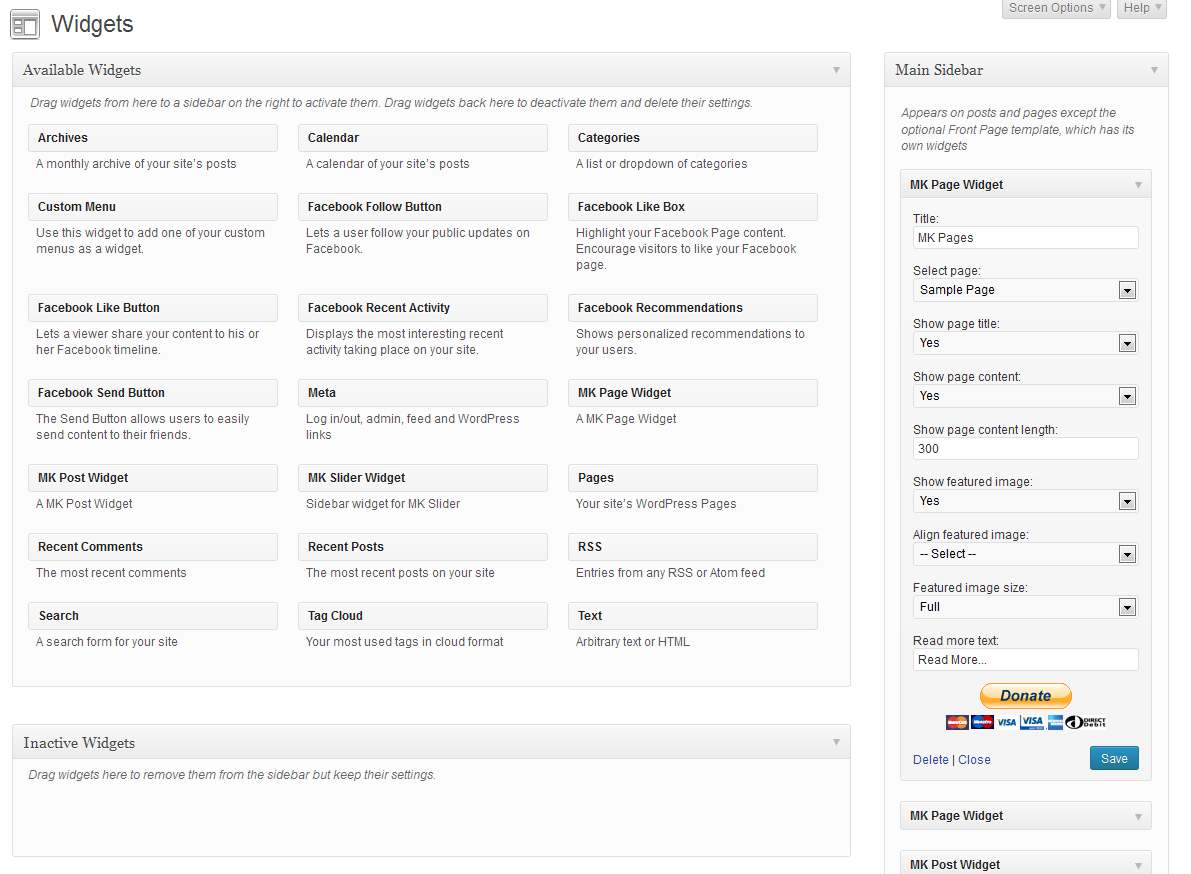 Screen Options
Help
Widgets
Available Widgets
Drag widgets from here to a sidebar on the right to activate them. Drag widgets back here to deactivate them and delete their settings.
Archives
A monthly archive of your site's posts
Calendar
A calendar of your site's posts
Categories
A list or dropdown of categories
Custom Menu
Use this widget to add one of your custom
menus as a widget.
Facebook Follow Button
Lets a user follow your public updates on
Facebook.
Facebook Like Box
Highlight your Facebook Page content.
Encourage visitors to like your Facebook
page.
Facebook Like Button
Lets a viewer share your content to his or
her Facebook timeline.
Facebook Recent Activity
Displays the most interesting recent
activity taking place on your site.
Facebook Recommendations
Shows personalized recommendations to
your users.
Facebook Send Button
The Send Button allows users to easily
send content to their friends.
Meta
Log in/out, admin, feed and WordPress
links
MK Page Widget
A MK Page Widget
MK Post Widget
A MK Post Widget
MK Slider Widget
Sidebar widget for MK Slider
Pages
Your site's WordPress Pages
Recent Comments
The most recent comments
Recent Posts
The most recent posts on your site
RSS
Entries from any RSS or Atom feed
Search
A search form for your site
Tag Cloud
Your most used tags in cloud format
Text
Arbitrary text or HTML
Inactive Widgets
Drag widgets here to remove them from the sidebar but keep their settings.
Main Sidebar
Appears on posts and pages except the
optional Front Page template, which has its
own widgets
MK Page Widget
Title:
MK Pages
Select page:
Sample Page
Show page title:
Yes
Show page content:
Yes
Show page content length:
300
Show featured image:
Yes
Align featured image:
-- Select --
Featured image size:
Full
Read more text:
Read More...
Donate
MasterCard Maestro VISA VISA DIRECT
Debit
Delete | Close
Save
MK Page Widget
MK Post Widget